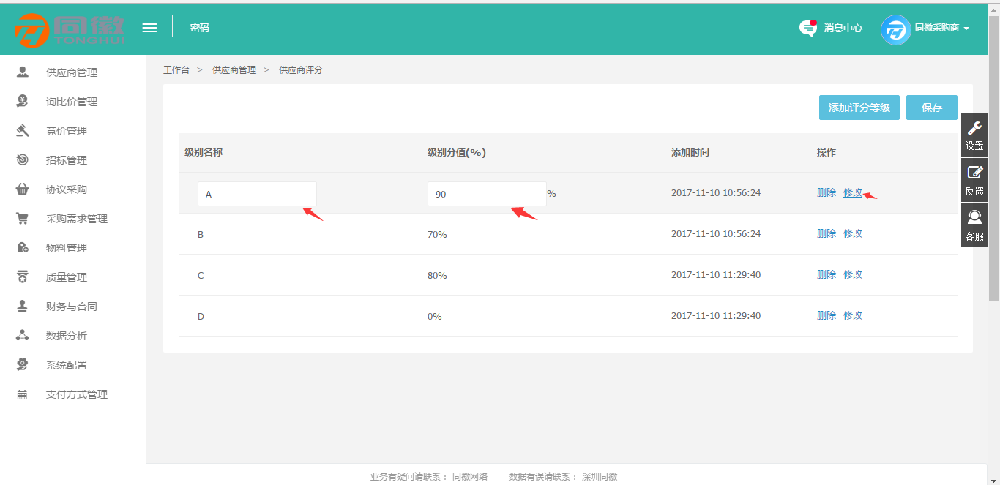 同徽
TONGHUI
密码
消息中心
同徽采购商
供应商管理
询比价管理
竞价管理
招标管理
协议采购
采购需求管理
物料管理
质量管理
财务与合同
数据分析
系统配置
支付方式管理
工作台 > 供应商管理 > 供应商评分
添加评分等级 保存
级别名称 级别分值(%) 添加时间 操作
A 90 % 2017-11-10 10:56:24 删除 修改
B 70% 2017-11-10 10:56:24 删除 修改
C 80% 2017-11-10 11:29:40 删除 修改
D 0% 2017-11-10 11:29:40 删除 修改
设置
反馈
客服
业务有疑问请联系： 同徽网络 数据有误请联系： 深圳同徽